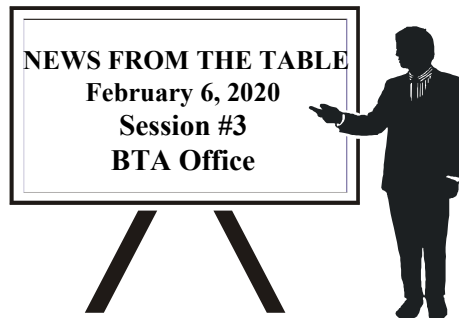 NEWS FROM THE TABLE
February 6, 2020
Session #3
BTA Office